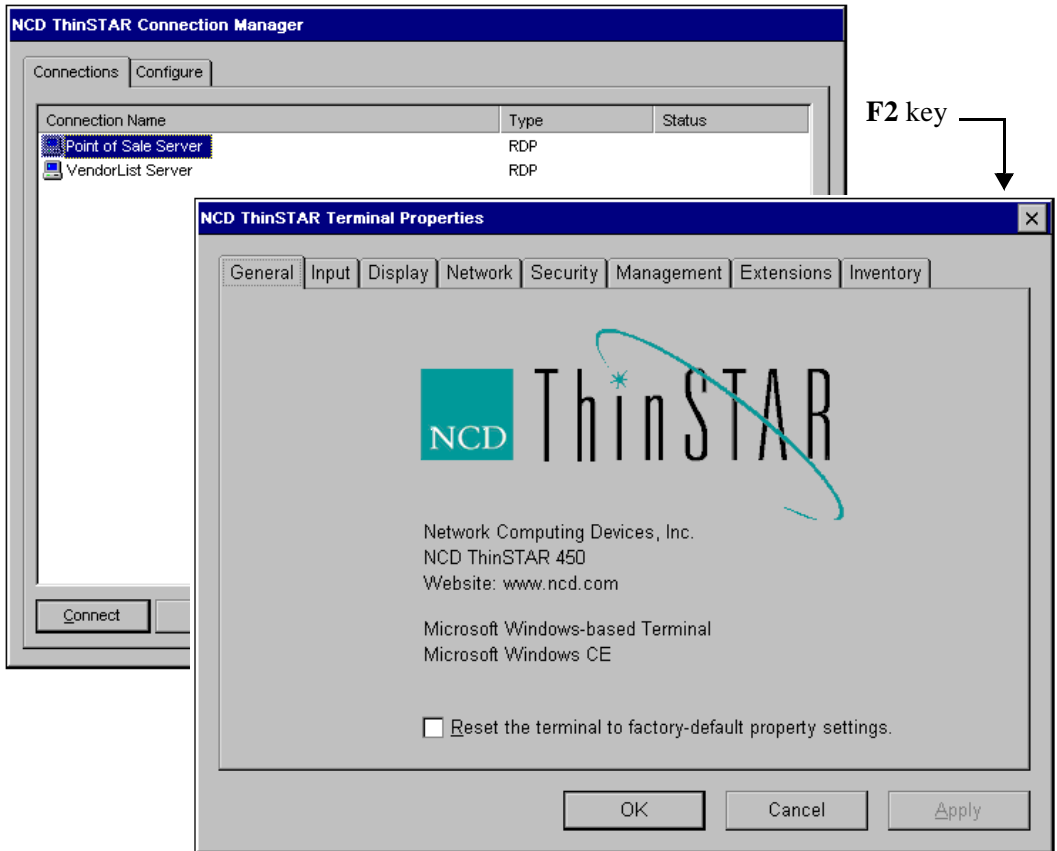 NCD ThinSTAR Connection Manager
Connections Configure
Connection Name Type Status
Point of Sale Server RDP
VendorList Server RDP
F2 key
NCD ThinSTAR Terminal Properties
General Input Display Network Security Management Extensions Inventory
NCD ThinSTAR
Network Computing Devices, Inc.
NCD ThinSTAR 450
Website: www.ncd.com
Microsoft Windows-based Terminal
Microsoft Windows CE
Reset the terminal to factory-default property settings.
Connect
OK Cancel Apply